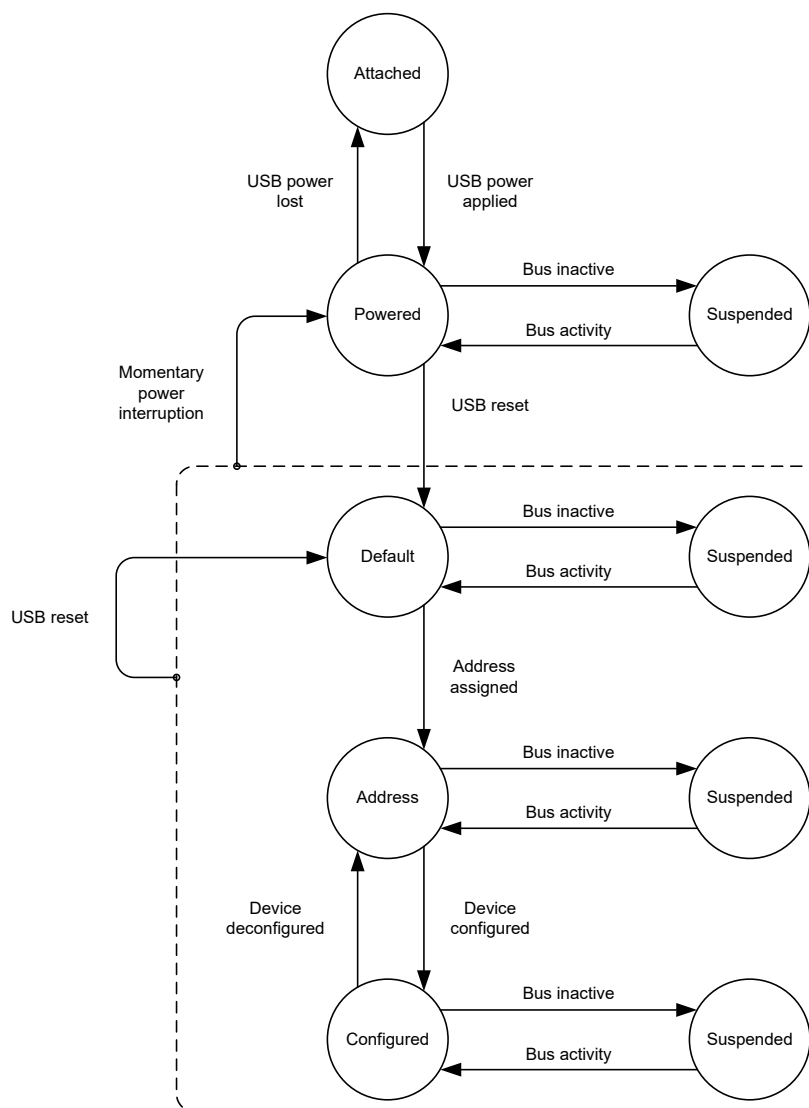 Attached
USB power
lost
USB power
applied
Bus inactive
Powered
Suspended
Bus activity
Momentary
power
interruption
USB reset
Bus inactive
Default
Suspended
Bus activity
USB reset
Address
assigned
Bus inactive
Address
Suspended
Bus activity
Device
deconfigured
Device
configured
Bus inactive
Configured
Suspended
Bus activity